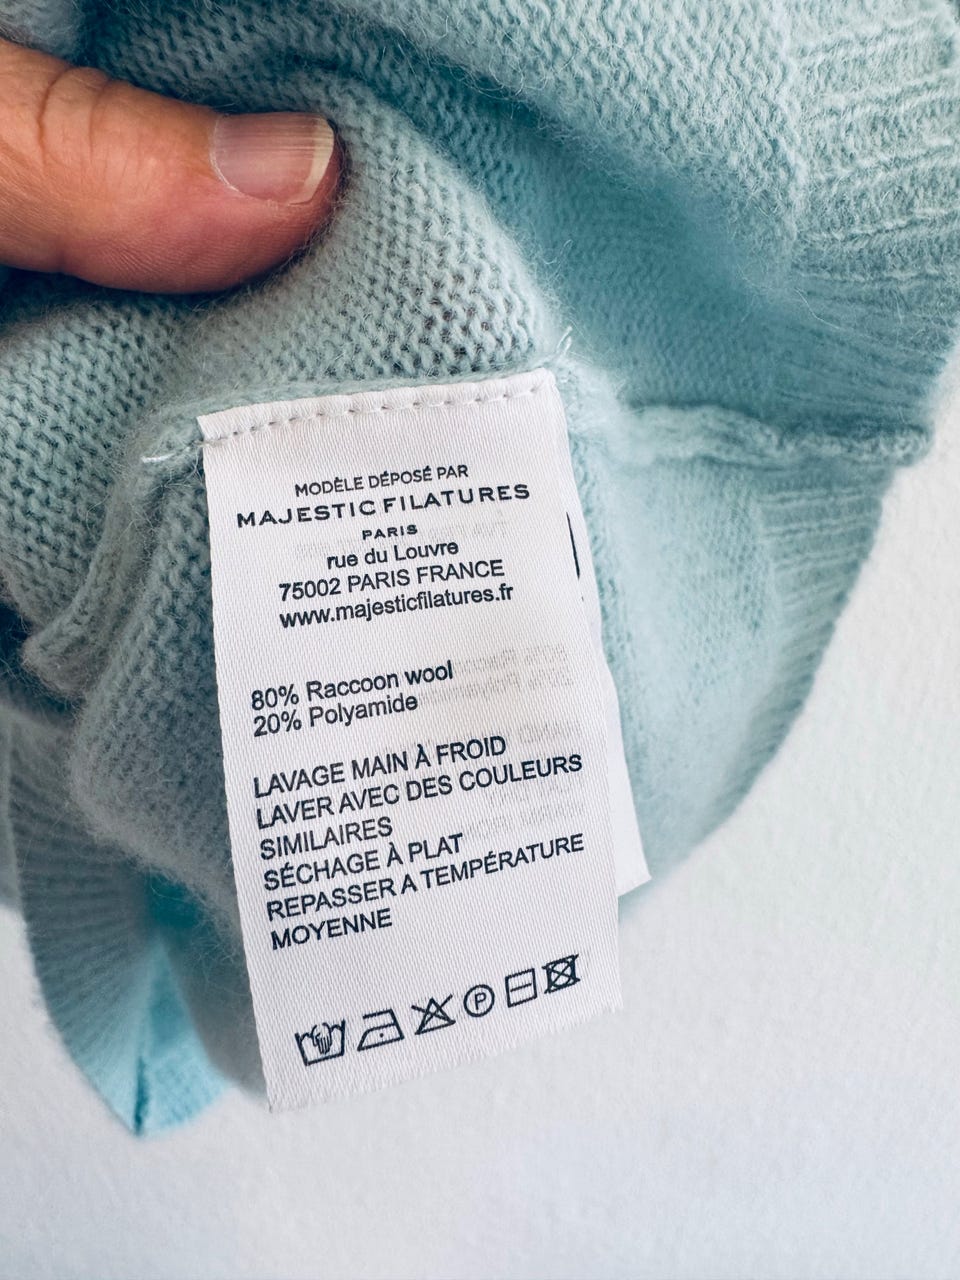 MODÈLE DÉPOSÉ PAR
MAJESTIC FILATURES
PARIS
rue du Louvre
75002 PARIS FRANCE
www.majesticfilatures.fr
80% Raccoon wool
20% Polyamide
LAVAGE MAIN À FROID
LAVER AVEC DES COULEURS
SIMILAIRES
SÉCHAGE À PLAT
REPASSER A TEMPÉRATURE
MOYENNE
P